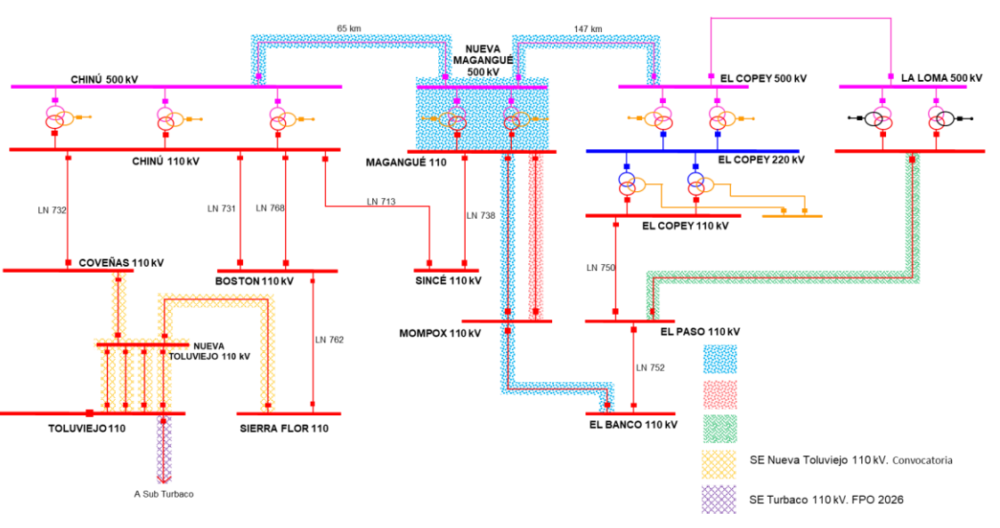 65 km
147 km
NUEVA
MAGANGUÉ
500 kV
CHINÚ 500 kV
EL COPEY 500 kV
LA LOMA 500 kV
CHINÚ 110 kV
MAGANGUÉ 110
EL COPEY 220 kV
LN 732
LN 731
LN 768
LN 713
LN 738
EL COPEY 110 kV
COVEÑAS 110 kV
BOSTON 110 kV
SINCÉ 110 kV
LN 750
MOMPOX 110 kV
EL PASO 110 kV
NUEVA
TOLUVIEJO 110 kV
LN 762
LN 752
TOLUVIEJO 110
SIERRA FLOR 110
EL BANCO 110 kV
SE Nueva Toluviejo 110 kV. Convocatoria
A Sub Turbaco
SE Turbaco 110 kV. FPO 2026